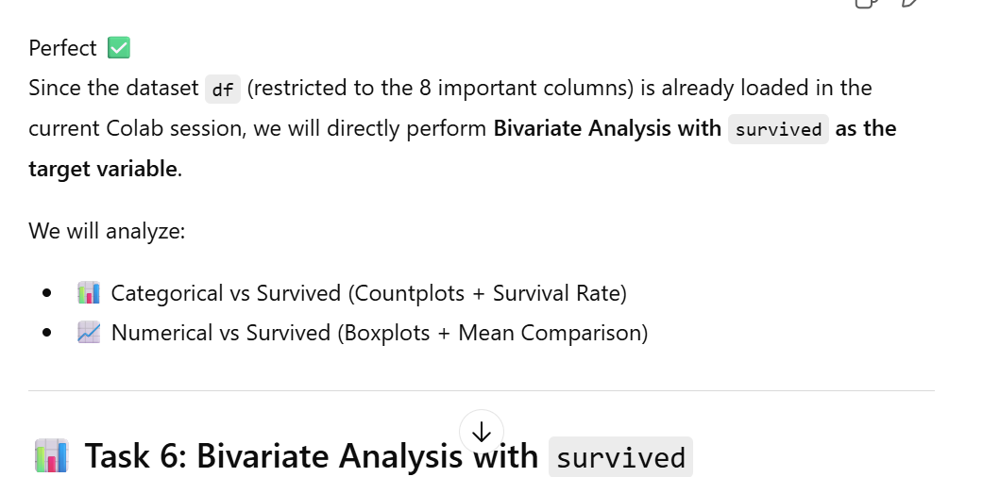 Perfect ✅
Since the dataset df (restricted to the 8 important columns) is already loaded in the
current Colab session, we will directly perform Bivariate Analysis with survived as the
target variable.
We will analyze:
• 📊 Categorical vs Survived (Countplots + Survival Rate)
• 📈 Numerical vs Survived (Boxplots + Mean Comparison)
📊 Task 6: Bivariate Analysis with survived